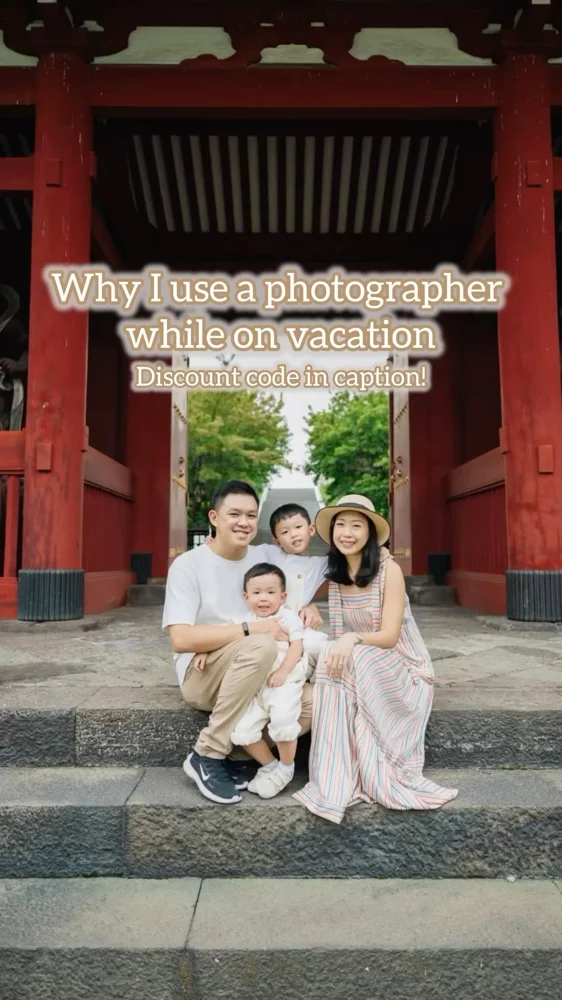 Why I use a photographer
while on vacation
Discount code in caption!